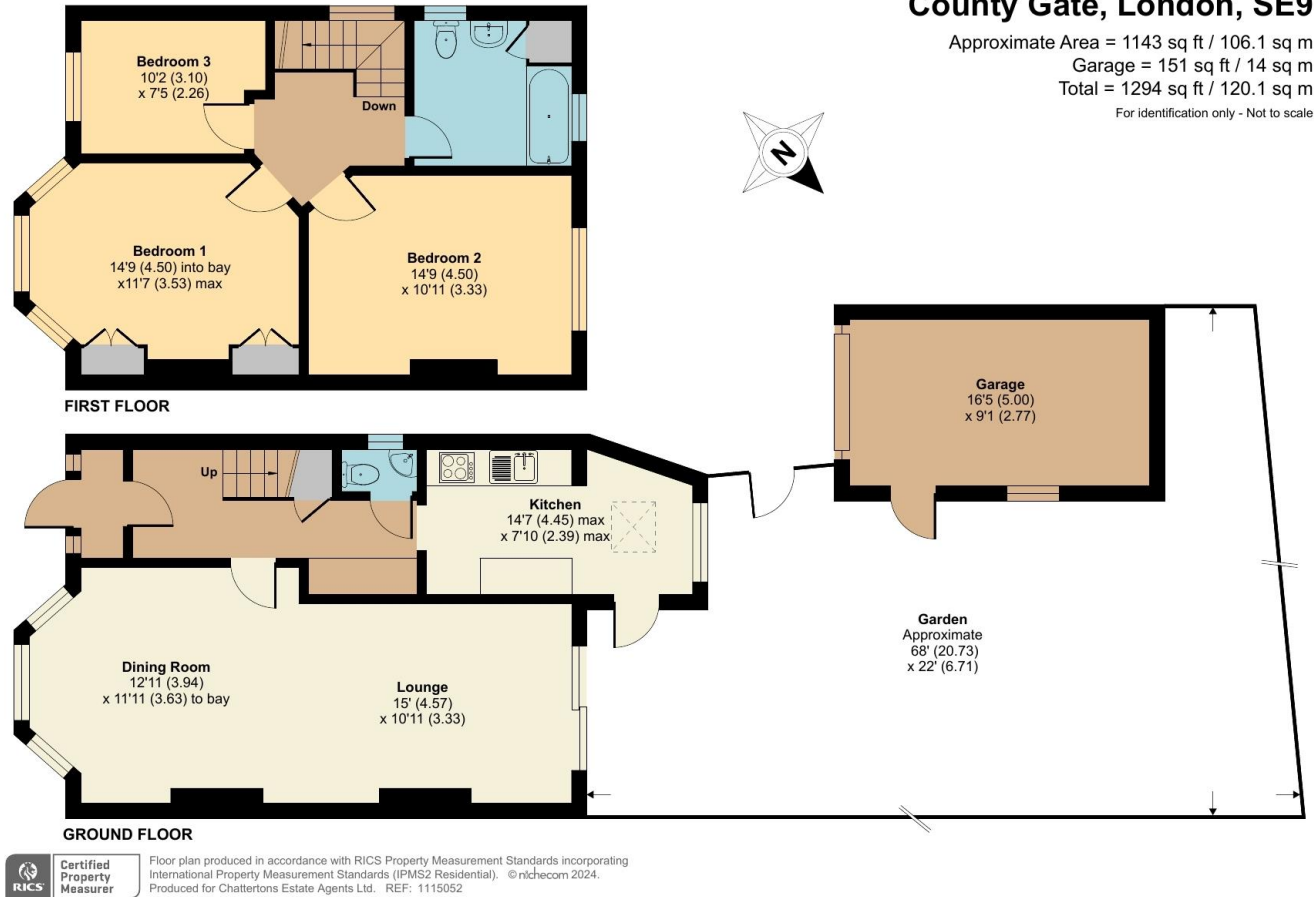 County Gate, London, SE9
Approximate Area = 1143 sq ft / 106.1 sq m
Garage = 151 sq ft / 14 sq m
Total = 1294 sq ft / 120.1 sq m
For identification only - Not to scale
N
Bedroom 3
10'2 (3.10)
x 7'5 (2.26)
Down
Bedroom 1
14'9 (4.50) into bay
x11'7 (3.53) max
Bedroom 2
14'9 (4.50)
x 10'11 (3.33)
FIRST FLOOR
Garage
16'5 (5.00)
x 9'1 (2.77)
Up
Kitchen
14'7 (4.45) max
x 7'10 (2.39) max
Garden
Approximate
68' (20.73)
x 22' (6.71)
Dining Room
12'11 (3.94)
x 11'11 (3.63) to bay
Lounge
15' (4.57)
x 10'11 (3.33)
GROUND FLOOR
RICS
Certified
Property
Measurer
Floor plan produced in accordance with RICS Property Measurement Standards incorporating
International Property Measurement Standards (IPMS2 Residential). © nichecom 2024.
Produced for Chattertons Estate Agents Ltd. REF: 1115052